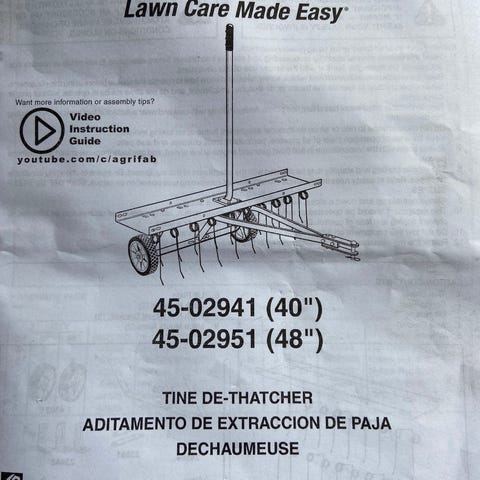 Lawn Care Made Easy®
Want more information or assembly tips?
Video
Instruction
Guide
youtube.com/c/agrifab
45-02941 (40")
45-02951 (48")
TINE DE-THATCHER
ADITAMENTO DE EXTRACCION DE PAJA
DECHAUMEUSE